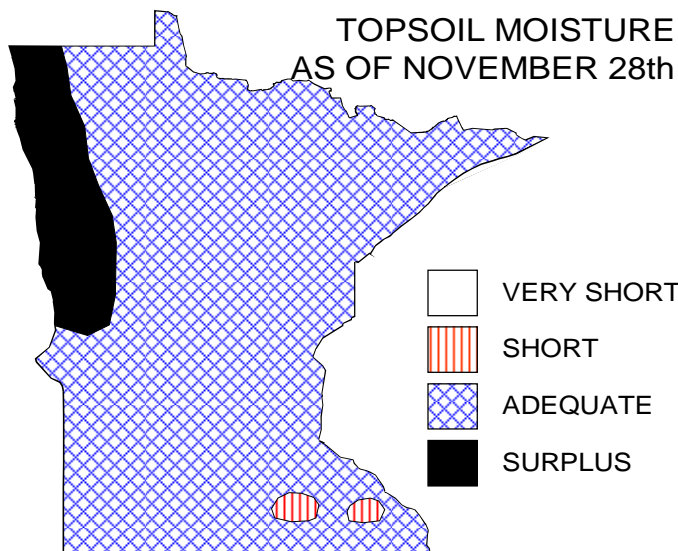 TOPSOIL MOISTURE
AS OF NOVEMBER 28th
VERY SHORT
SHORT
ADEQUATE
SURPLUS